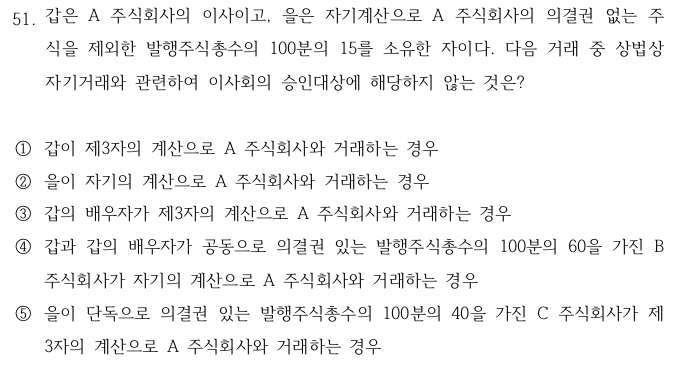 51. 갑은 A 주식회사의 이사이고, 을은 자기계산으로 A 주식회사의 의결권 없는 주
식을 제외한 발행주식총수의 100분의 15를 소유한 자이다. 다음 거래 중 상법상
자기거래와 관련하여 이사회의 승인대상에 해당하지 않는 것은?
① 갑이 제3자의 계산으로 A 주식회사와 거래하는 경우
② 을이 자기의 계산으로 A 주식회사와 거래하는 경우
③ 갑의 배우자가 제3자의 계산으로 A 주식회사와 거래하는 경우
④ 갑과 갑의 배우자가 공동으로 의결권 있는 발행주식총수의 100분의 60을 가진 B
주식회사가 자기의 계산으로 A 주식회사와 거래하는 경우
⑤ 을이 단독으로 의결권 있는 발행주식총수의 100분의 40을 가진 C 주식회사가 제
3자의 계산으로 A 주식회사와 거래하는 경우